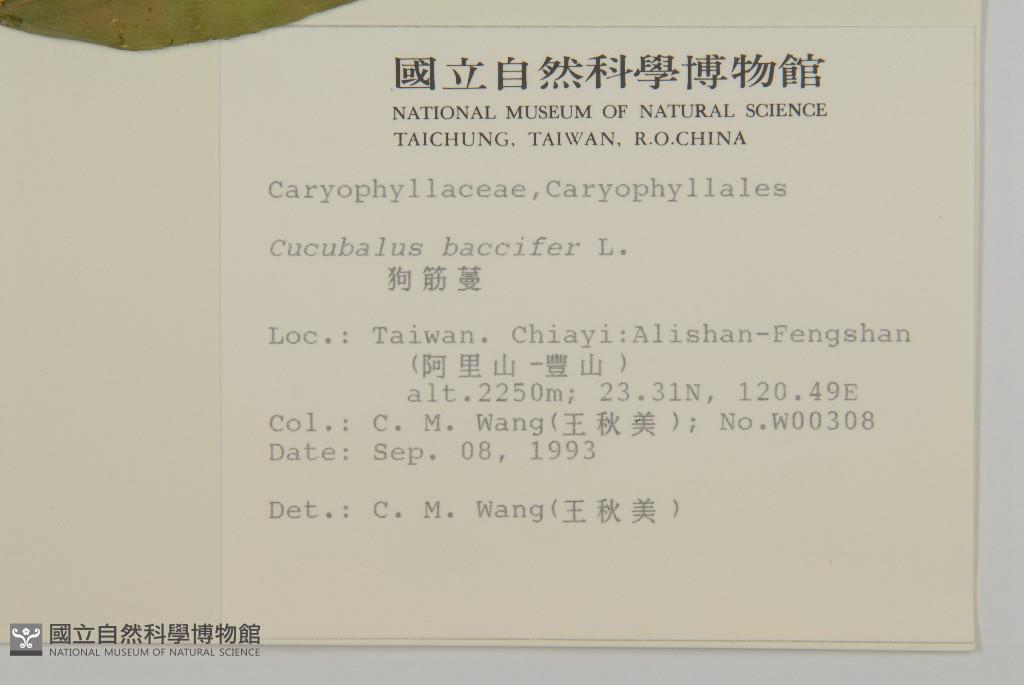 國立自然科學博物館
NATIONAL MUSEUM OF NATURAL SCIENCE
TAICHUNG, TAIWAN, R.O.CHINA
Caryophyllaceae,Caryophyllales
Cucubalus baccifer L.
狗筋蔓
Loc.: Taiwan. Chiayi:Alishan-Fengshan
(阿里山-豐山)
alt.2250m; 23.31N, 120.49E
Col.: C. M. Wang(王秋美); No.W00308
Date: Sep. 08, 1993
Det.: C. M. Wang(王秋美)
國立自然科學博物館
NATIONAL MUSEUM OF NATURAL SCIENCE